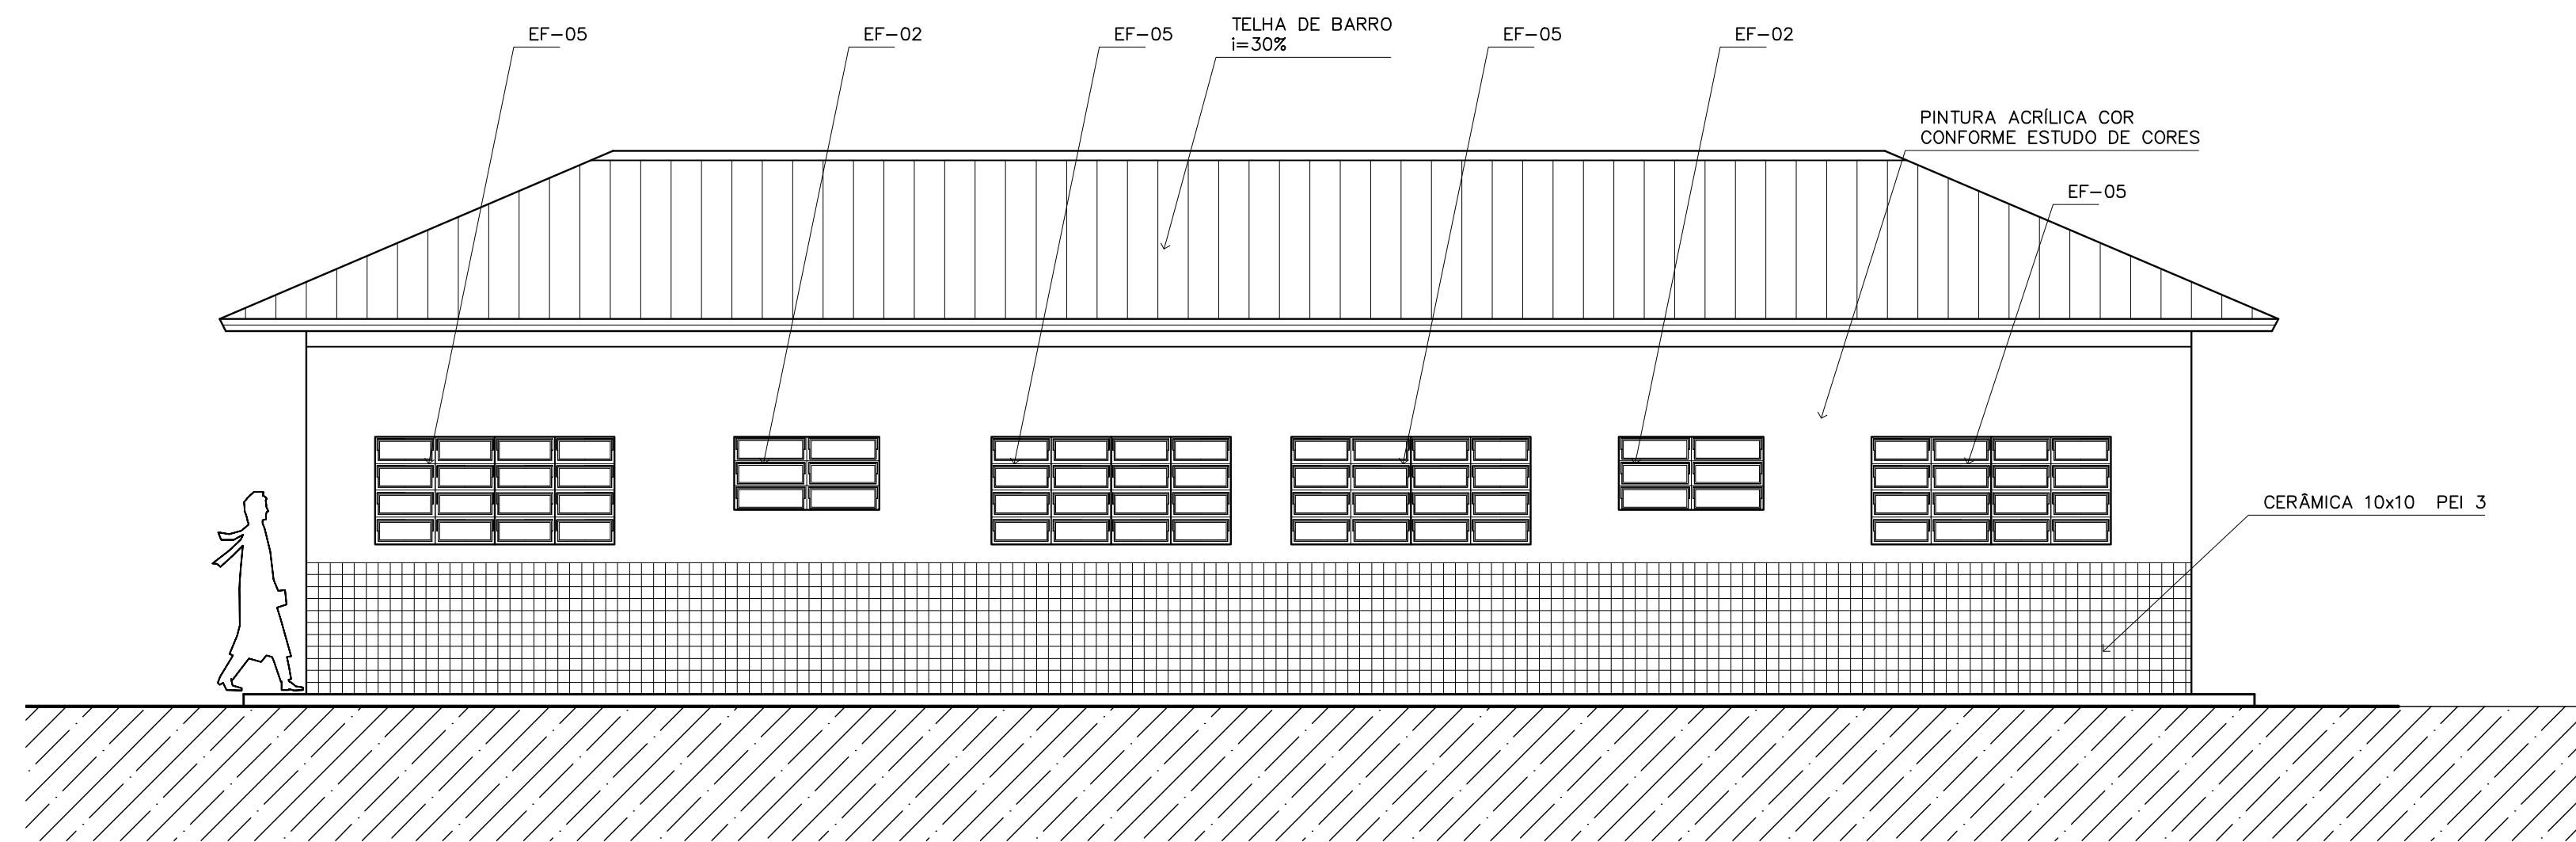 EF-05
EF-02
EF-05
TELHA DE BARRO
i=30%
EF-05
EF-02
PINTURA ACRÍLICA COR
CONFORME ESTUDO DE CORES
EF-05
CERÂMICA 10x10 PEI 3